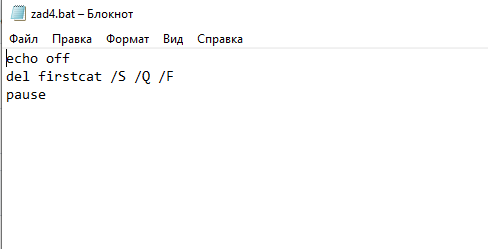 zad4.bat – Блокнот
Файл Правка Формат Вид Справка
echo off
del firstcat /S /Q /F
pause